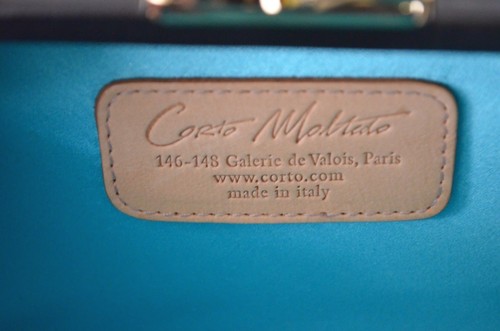 Corto Moltedo
146-148 Galerie de Valois, Paris
www.corto.com
made in italy